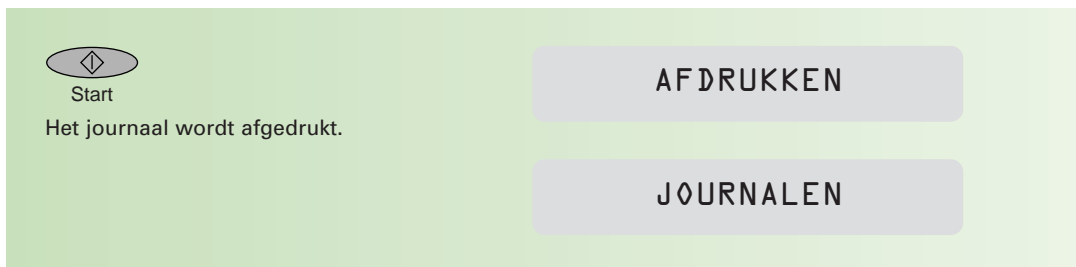 Start
Het journaal wordt afgedrukt.
AFDRUKKEN
JOURNALEN